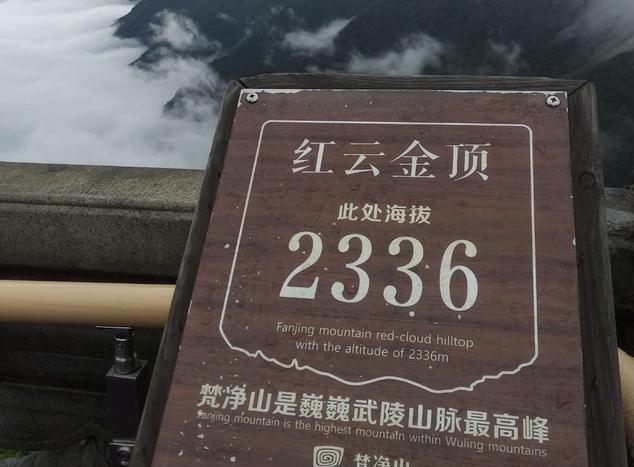 红云金顶
此处海拔
2336
Fanjing mountain red-cloud hilltop
with the altitude of 2336m
梵净山是巍巍武陵山脉最高峰
Fanjing mountain is the highest mountain within Wuling mountains
梵净山